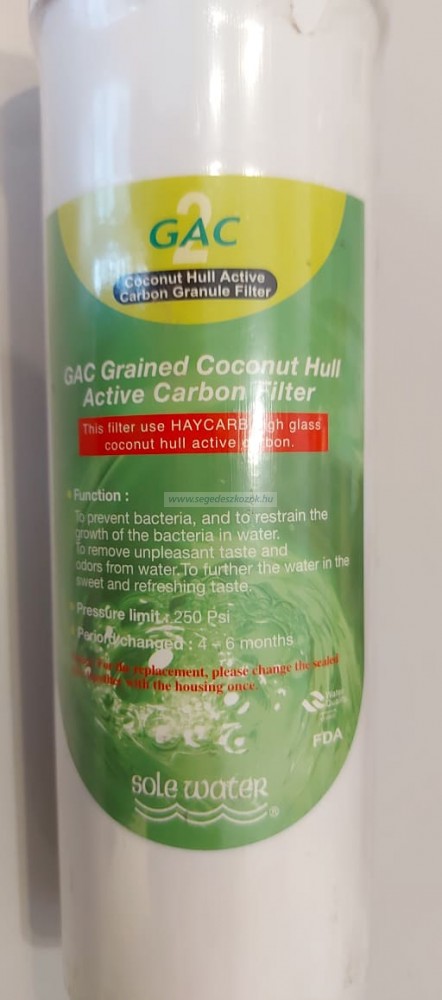 2
GAC
Coconut Hull Active
Carbon Granule Filter
GAC Grained Coconut Hull
Active Carbon Filter
This filter use HAYCARB high glass
coconut hull active carbon.
Function :
www.segedeszkozok.hu
To prevent bacteria, and to restrain the
growth of the bacteria in water.
To remove unpleasant taste and
odors from water.To further the water in the
sweet and refreshing taste.
Pressure limit : 250 Psi
Periodychanged : 4 - 6 months
For the replacement, please change the sealed
with the housing once.
Water
Quality
FDA
sole water
®